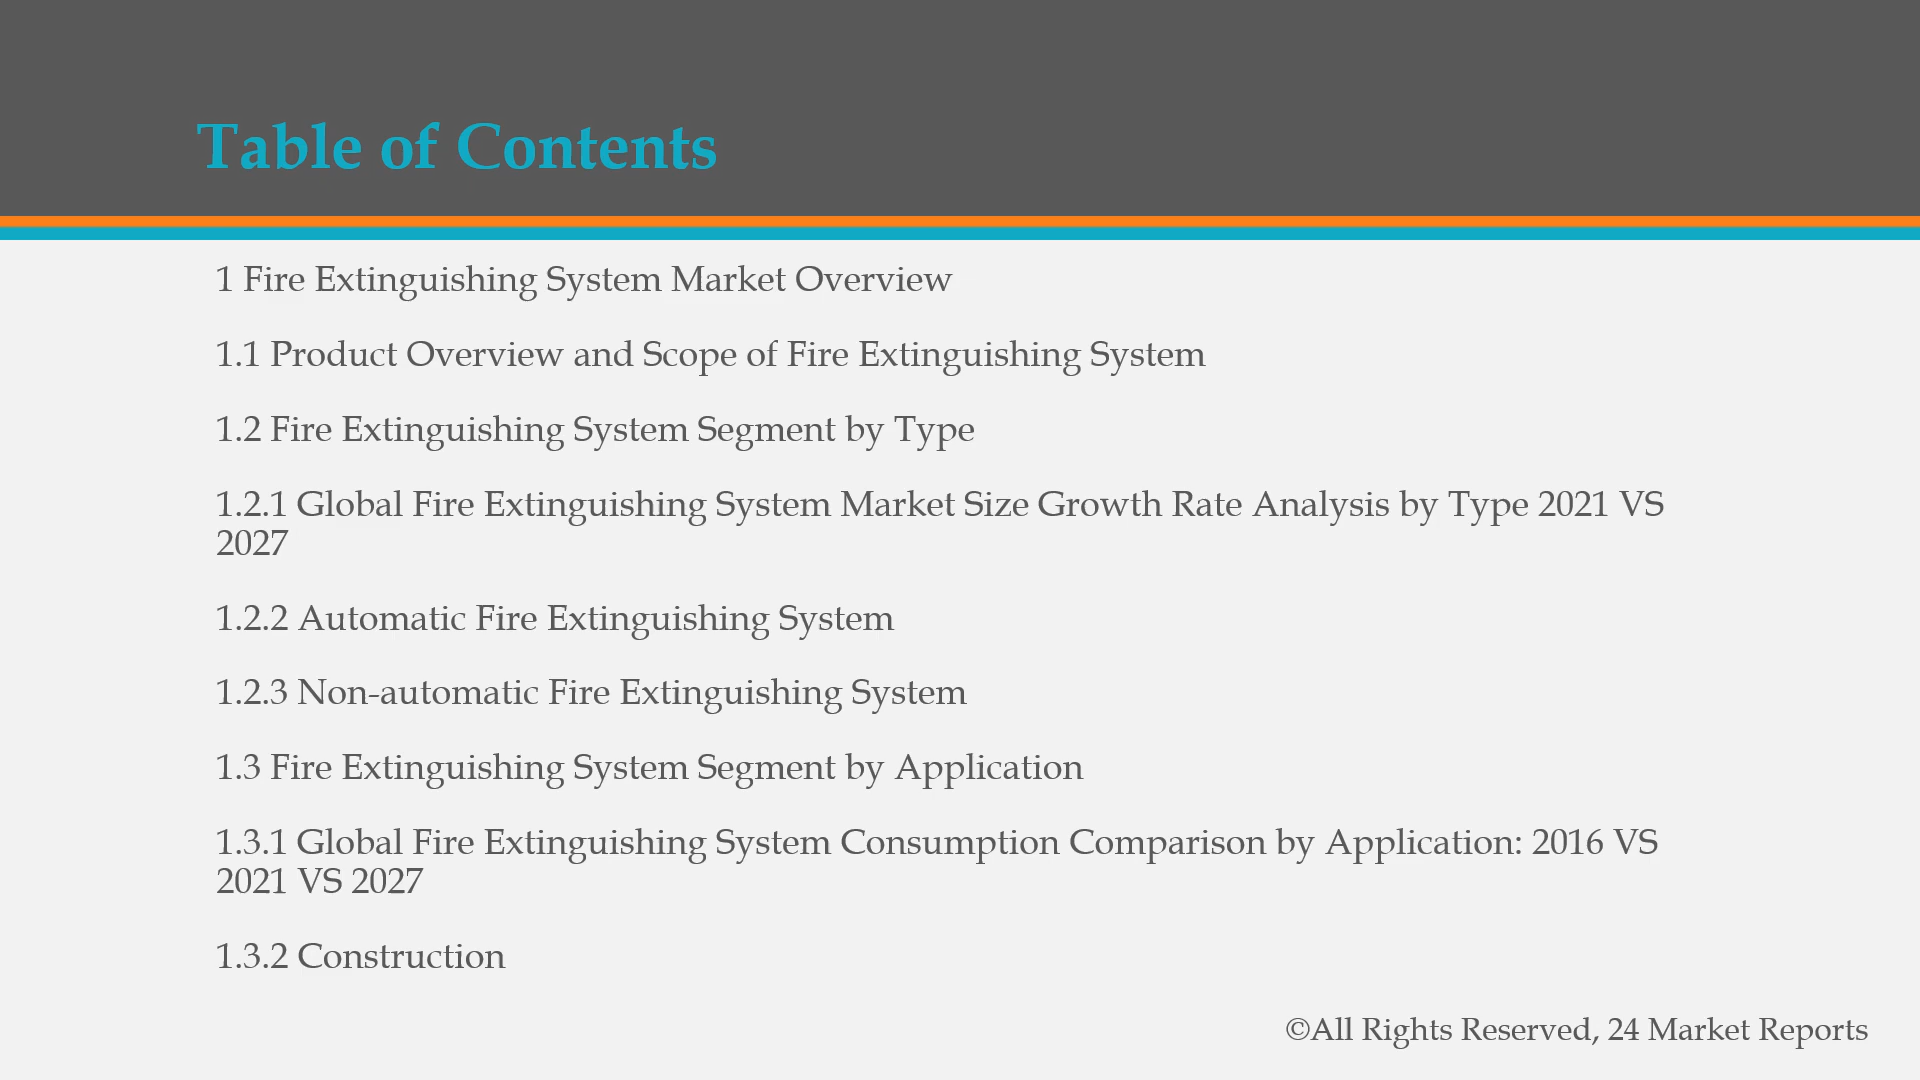 Table of Contents
1 Fire Extinguishing System Market Overview
1.1 Product Overview and Scope of Fire Extinguishing System
1.2 Fire Extinguishing System Segment by Type
1.2.1 Global Fire Extinguishing System Market Size Growth Rate Analysis by Type 2021 VS
2027
1.2.2 Automatic Fire Extinguishing System
1.2.3 Non-automatic Fire Extinguishing System
1.3 Fire Extinguishing System Segment by Application
1.3.1 Global Fire Extinguishing System Consumption Comparison by Application: 2016 VS
2021 VS 2027
1.3.2 Construction
©All Rights Reserved, 24 Market Reports